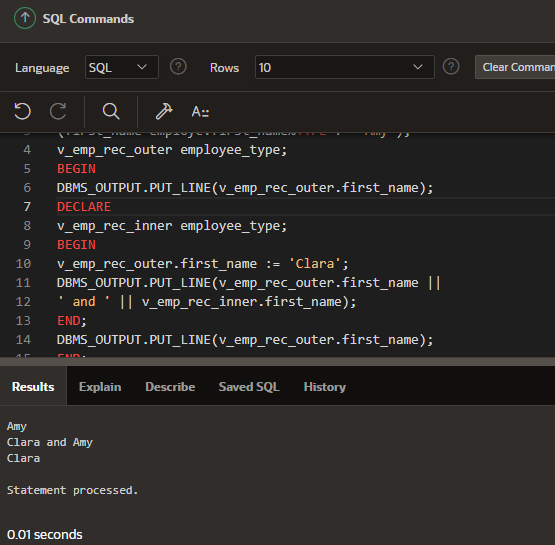 SQL Commands
Language SQL Rows 10 Clear Comman
A::
4 v_emp_rec_outer employee_type;
5 BEGIN
6 DBMS_OUTPUT.PUT_LINE(v_emp_rec_outer.first_name);
7 DECLARE
8 v_emp_rec_inner employee_type;
9 BEGIN
10 v_emp_rec_outer.first_name := 'Clara';
11 DBMS_OUTPUT.PUT_LINE(v_emp_rec_outer.first_name ||
12 ' and ' || v_emp_rec_inner.first_name);
13 END;
14 DBMS_OUTPUT.PUT_LINE(v_emp_rec_outer.first_name);
15 END;
Results Explain Describe Saved SQL History
Amy
Clara and Amy
Clara
Statement processed.
0.01 seconds